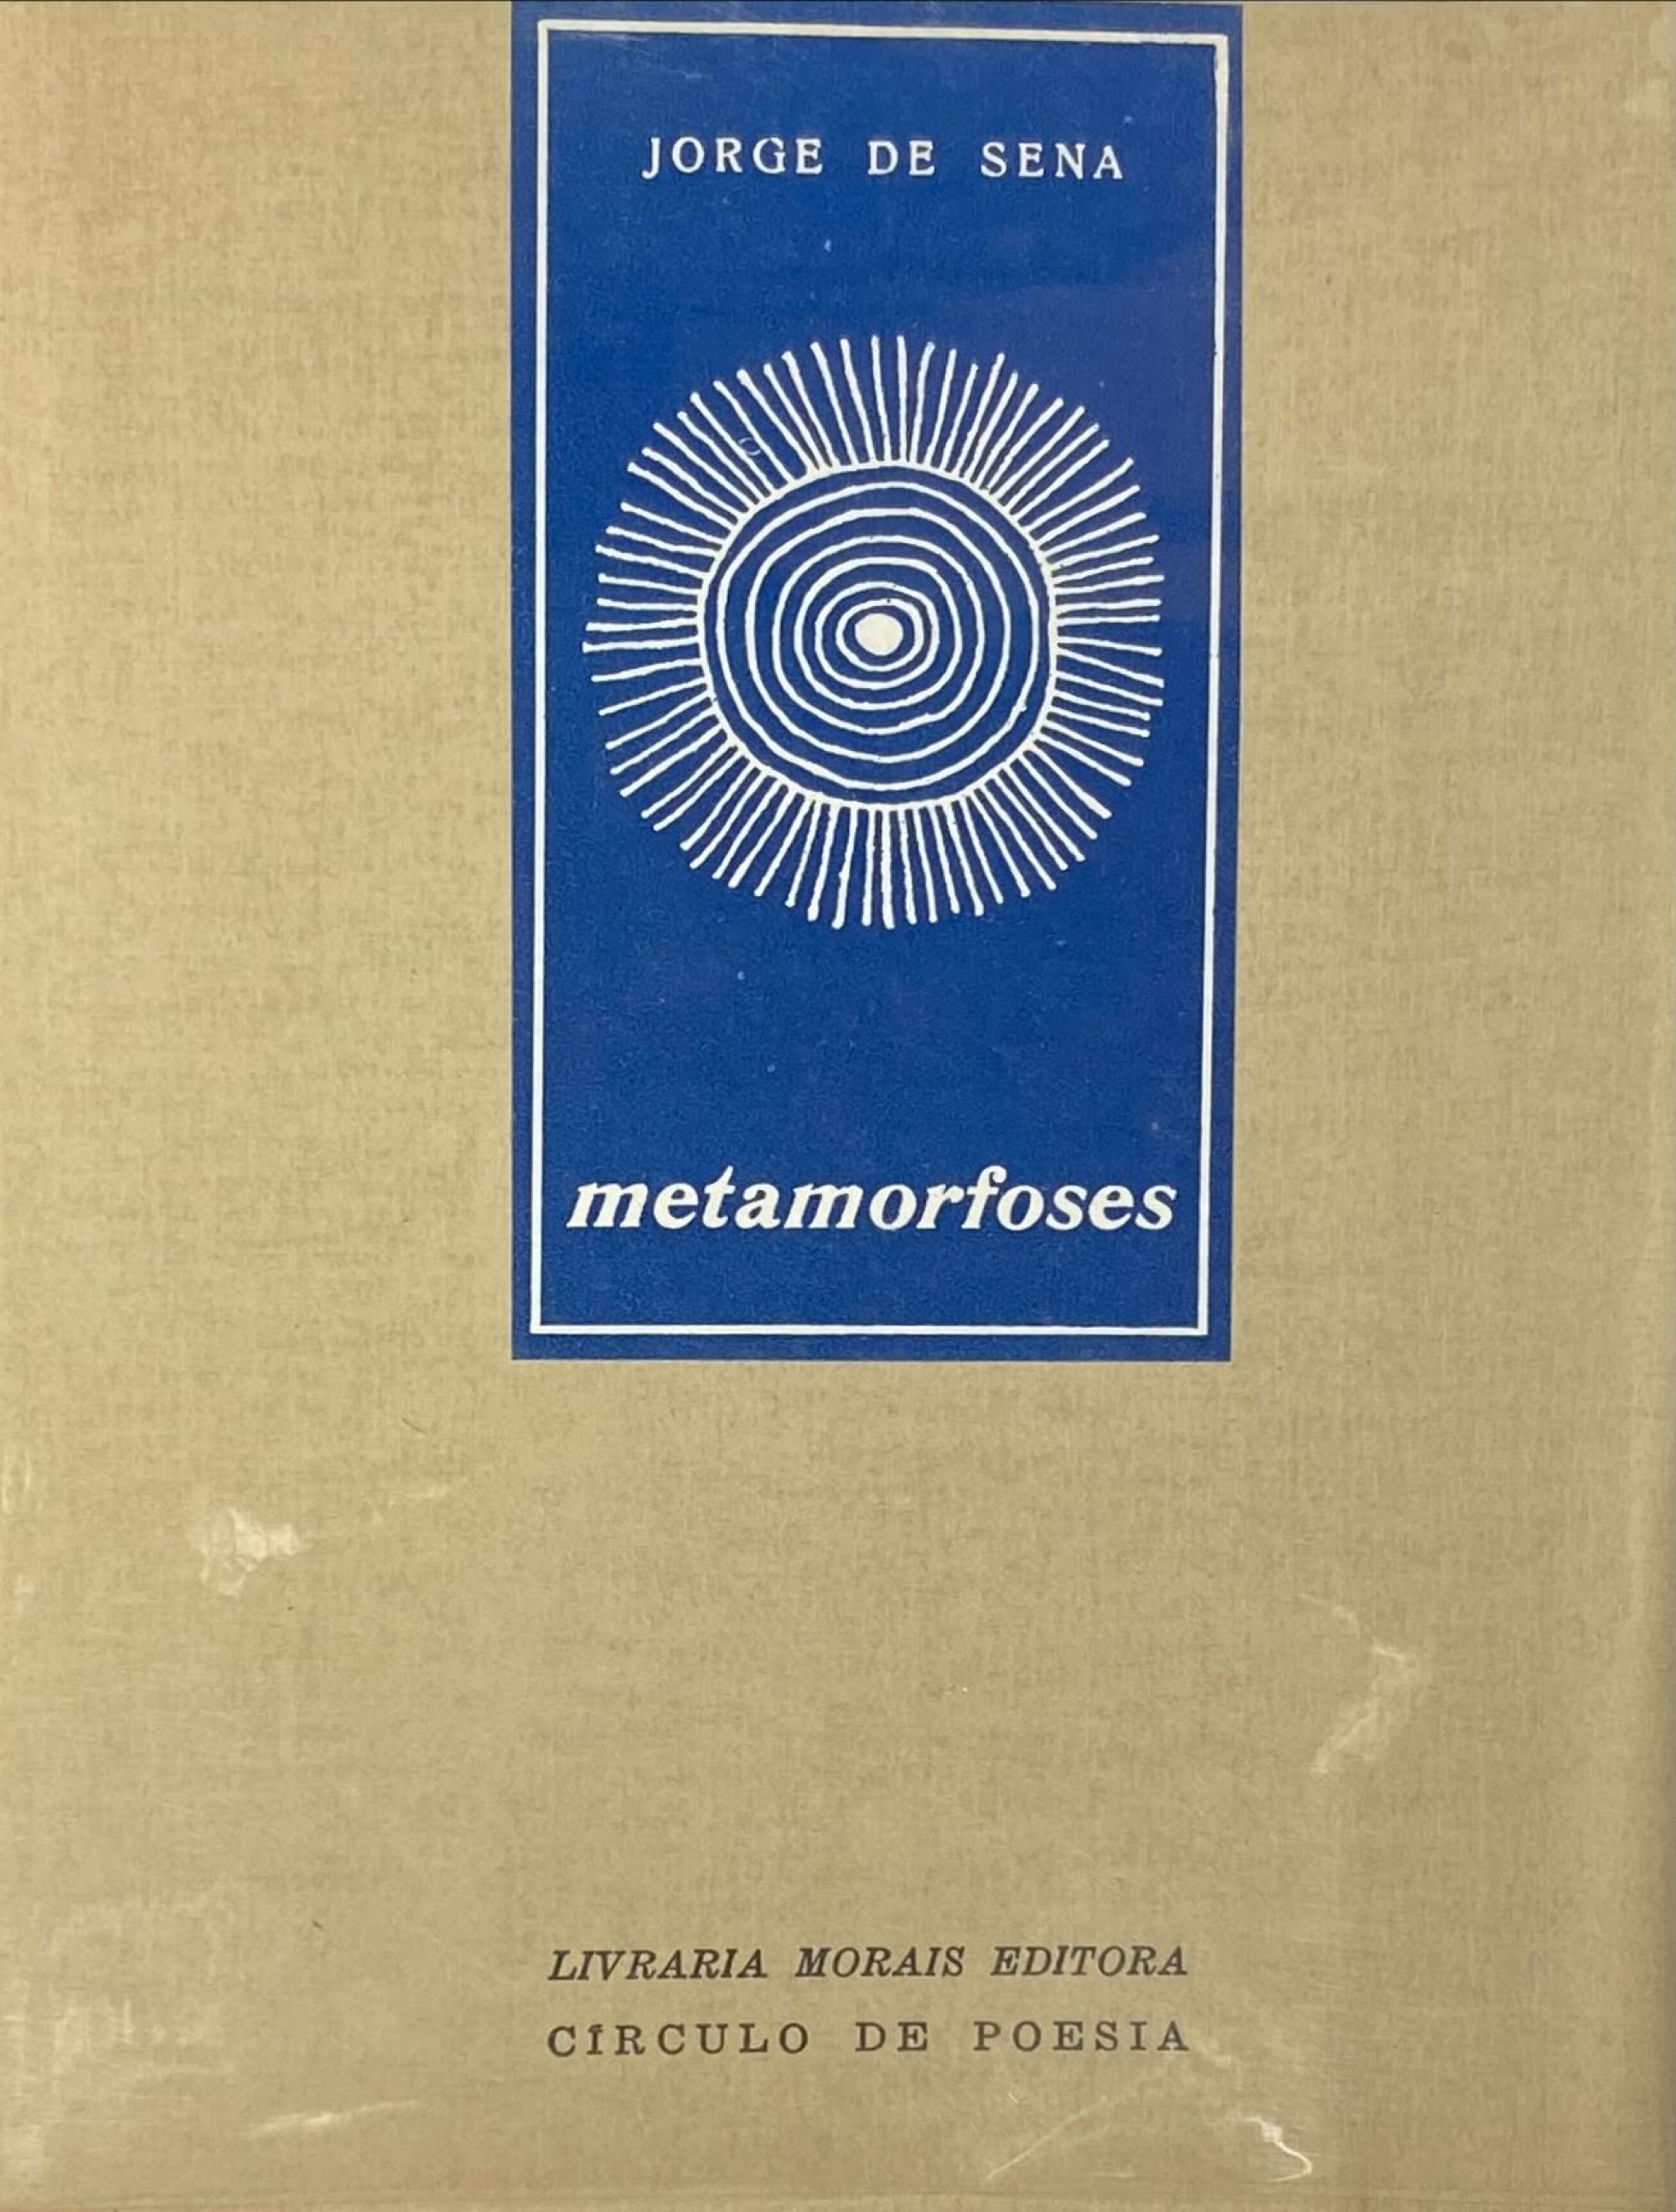 JORGE DE SENA
metamorfoses
LIVRARIA MORAIS EDITORA
CÍRCULO DE POESIA